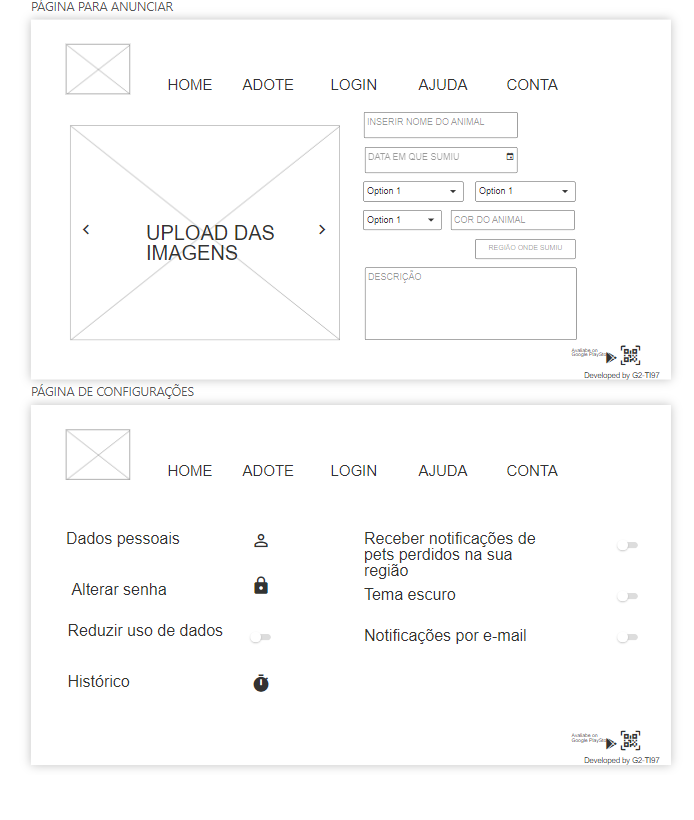 PÁGINA PARA ANUNCIAR
HOME ADOTE LOGIN AJUDA CONTA
INSERIR NOME DO ANIMAL
DATA EM QUE SUMIU
Option 1 Option 1
Option 1 COR DO ANIMAL
REGIÃO ONDE SUMIU
UPLOAD DAS
IMAGENS
DESCRIÇÃO
Available on
Google PlayStore
Developed by G2-TI97
PÁGINA DE CONFIGURAÇÕES
HOME ADOTE LOGIN AJUDA CONTA
Dados pessoais
Alterar senha
Reduzir uso de dados
Histórico
Receber notificações de
pets perdidos na sua
região
Tema escuro
Notificações por e-mail
Available on
Google PlayStore
Developed by G2-TI97